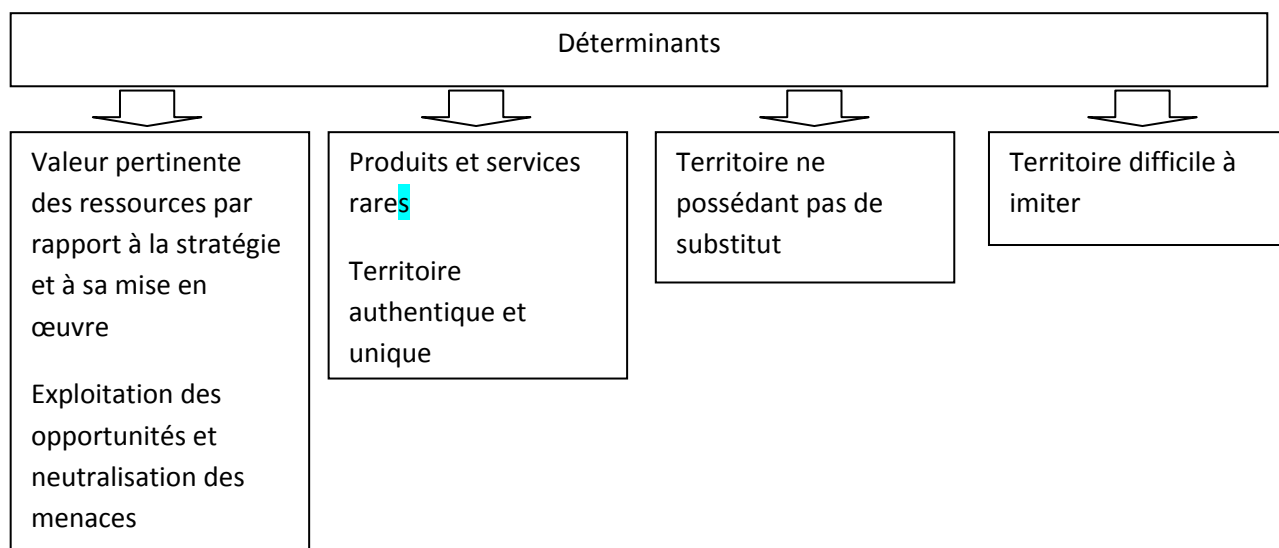 Déterminants
Valeur pertinente
des ressources par
rapport à la stratégie
et à sa mise en
œuvre
Exploitation des
opportunités et
neutralisation des
menaces
Produits et services
rares
Territoire
authentique et
unique
Territoire ne
possédant pas de
substitut
Territoire difficile à
imiter